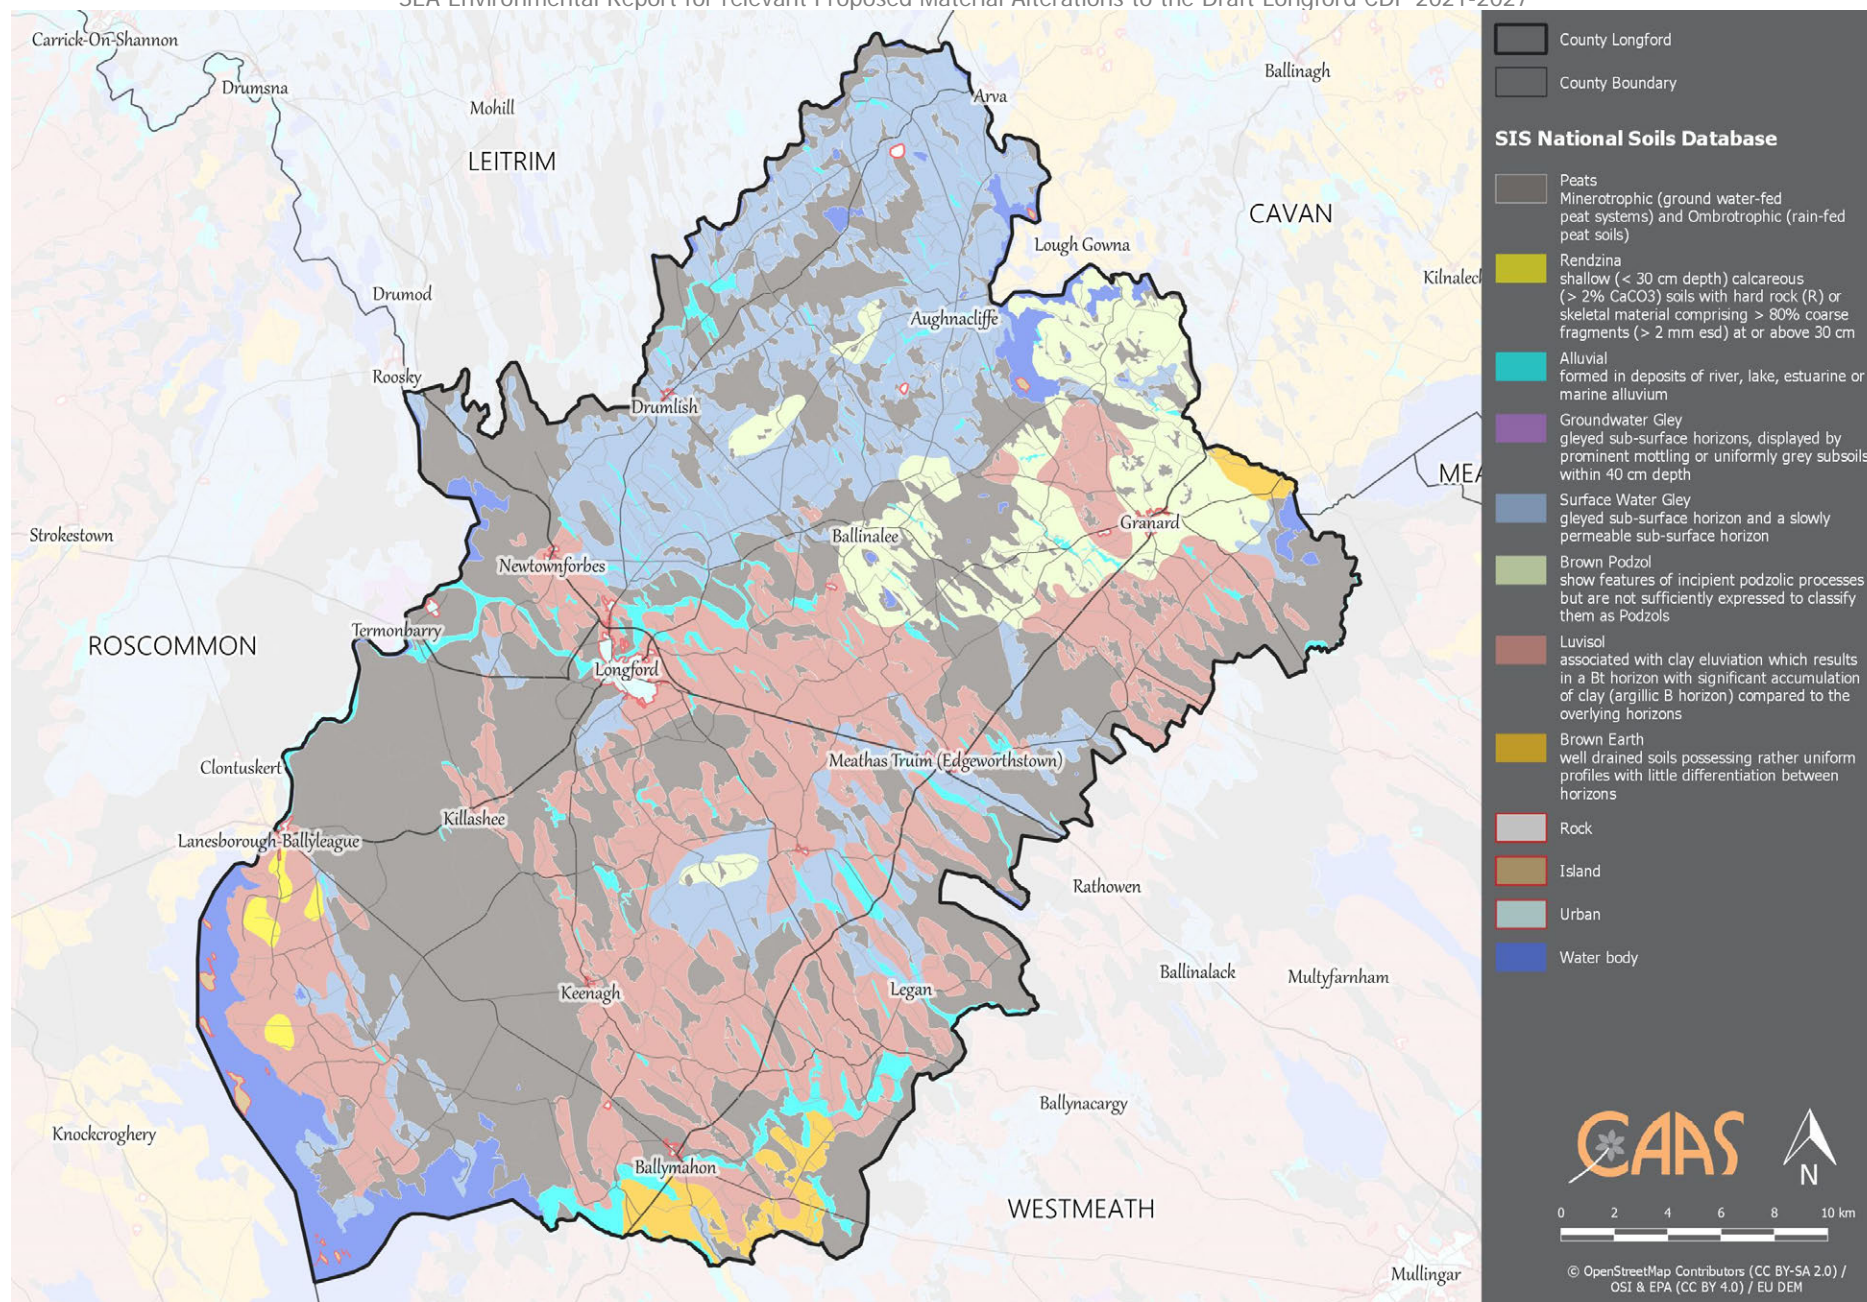 SEA Environmental Report for relevant Proposed Material Alterations to the Draft Longford CDP 2021-2027
Carrick-On-Shannon
Drumsna
Mohill
LEITRIM
Arva
Ballinagh
CAVAN
Lough Gowna
Kilnalec
Drumod
Aughnacliffe
Roosky
Drumlish
MEA
Strokestown
Ballinalee
Granard
Newtownforbes
ROSCOMMON
Termonbarry
Longford
Clontuskert
Meathas Truim (Edgeworthstown)
Killashee
Lanesborough-Ballyleague
Rathowen
Ballinalack
Multyfarnham
Keenagh
Legan
Knockcroghery
Ballynacargy
Ballymahon
WESTMEATH
Mullingar
County Longford
County Boundary
SIS National Soils Database
Peats
Minerotrophic (ground water-fed
peat systems) and Ombrotrophic (rain-fed
peat soils)
Rendzina
shallow (< 30 cm depth) calcareous
(> 2% CaCO3) soils with hard rock (R) or
skeletal material comprising > 80% coarse
fragments (> 2 mm esd) at or above 30 cm
Alluvial
formed in deposits of river, lake, estuarine or
marine alluvium
Groundwater Gley
gleyed sub-surface horizons, displayed by
prominent mottling or uniformly grey subsoils
within 40 cm depth
Surface Water Gley
gleyed sub-surface horizon and a slowly
permeable sub-surface horizon
Brown Podzol
show features of incipient podzolic processes
but are not sufficiently expressed to classify
them as Podzols
Luvisol
associated with clay eluviation which results
in a Bt horizon with significant accumulation
of clay (argillic B horizon) compared to the
overlying horizons
Brown Earth
well drained soils possessing rather uniform
profiles with little differentiation between
horizons
Rock
Island
Urban
Water body
CAAS
N
0 2 4 6 8 10 km
© OpenStreetMap Contributors (CC BY-SA 2.0) /
OSI & EPA (CC BY 4.0) / EU DEM